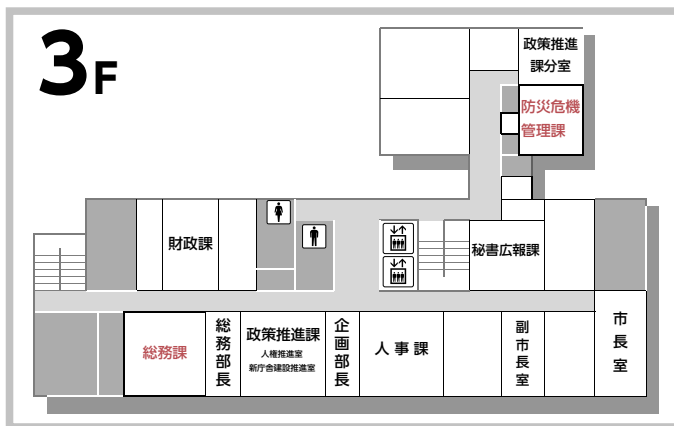 3F
政策推進
課分室
防災危機
管理課
財政課
秘書広報課
総務課
総務部長
政策推進課
人権推進室
新庁舎建設推進室
企画部長
人事課
副市長室
市長室